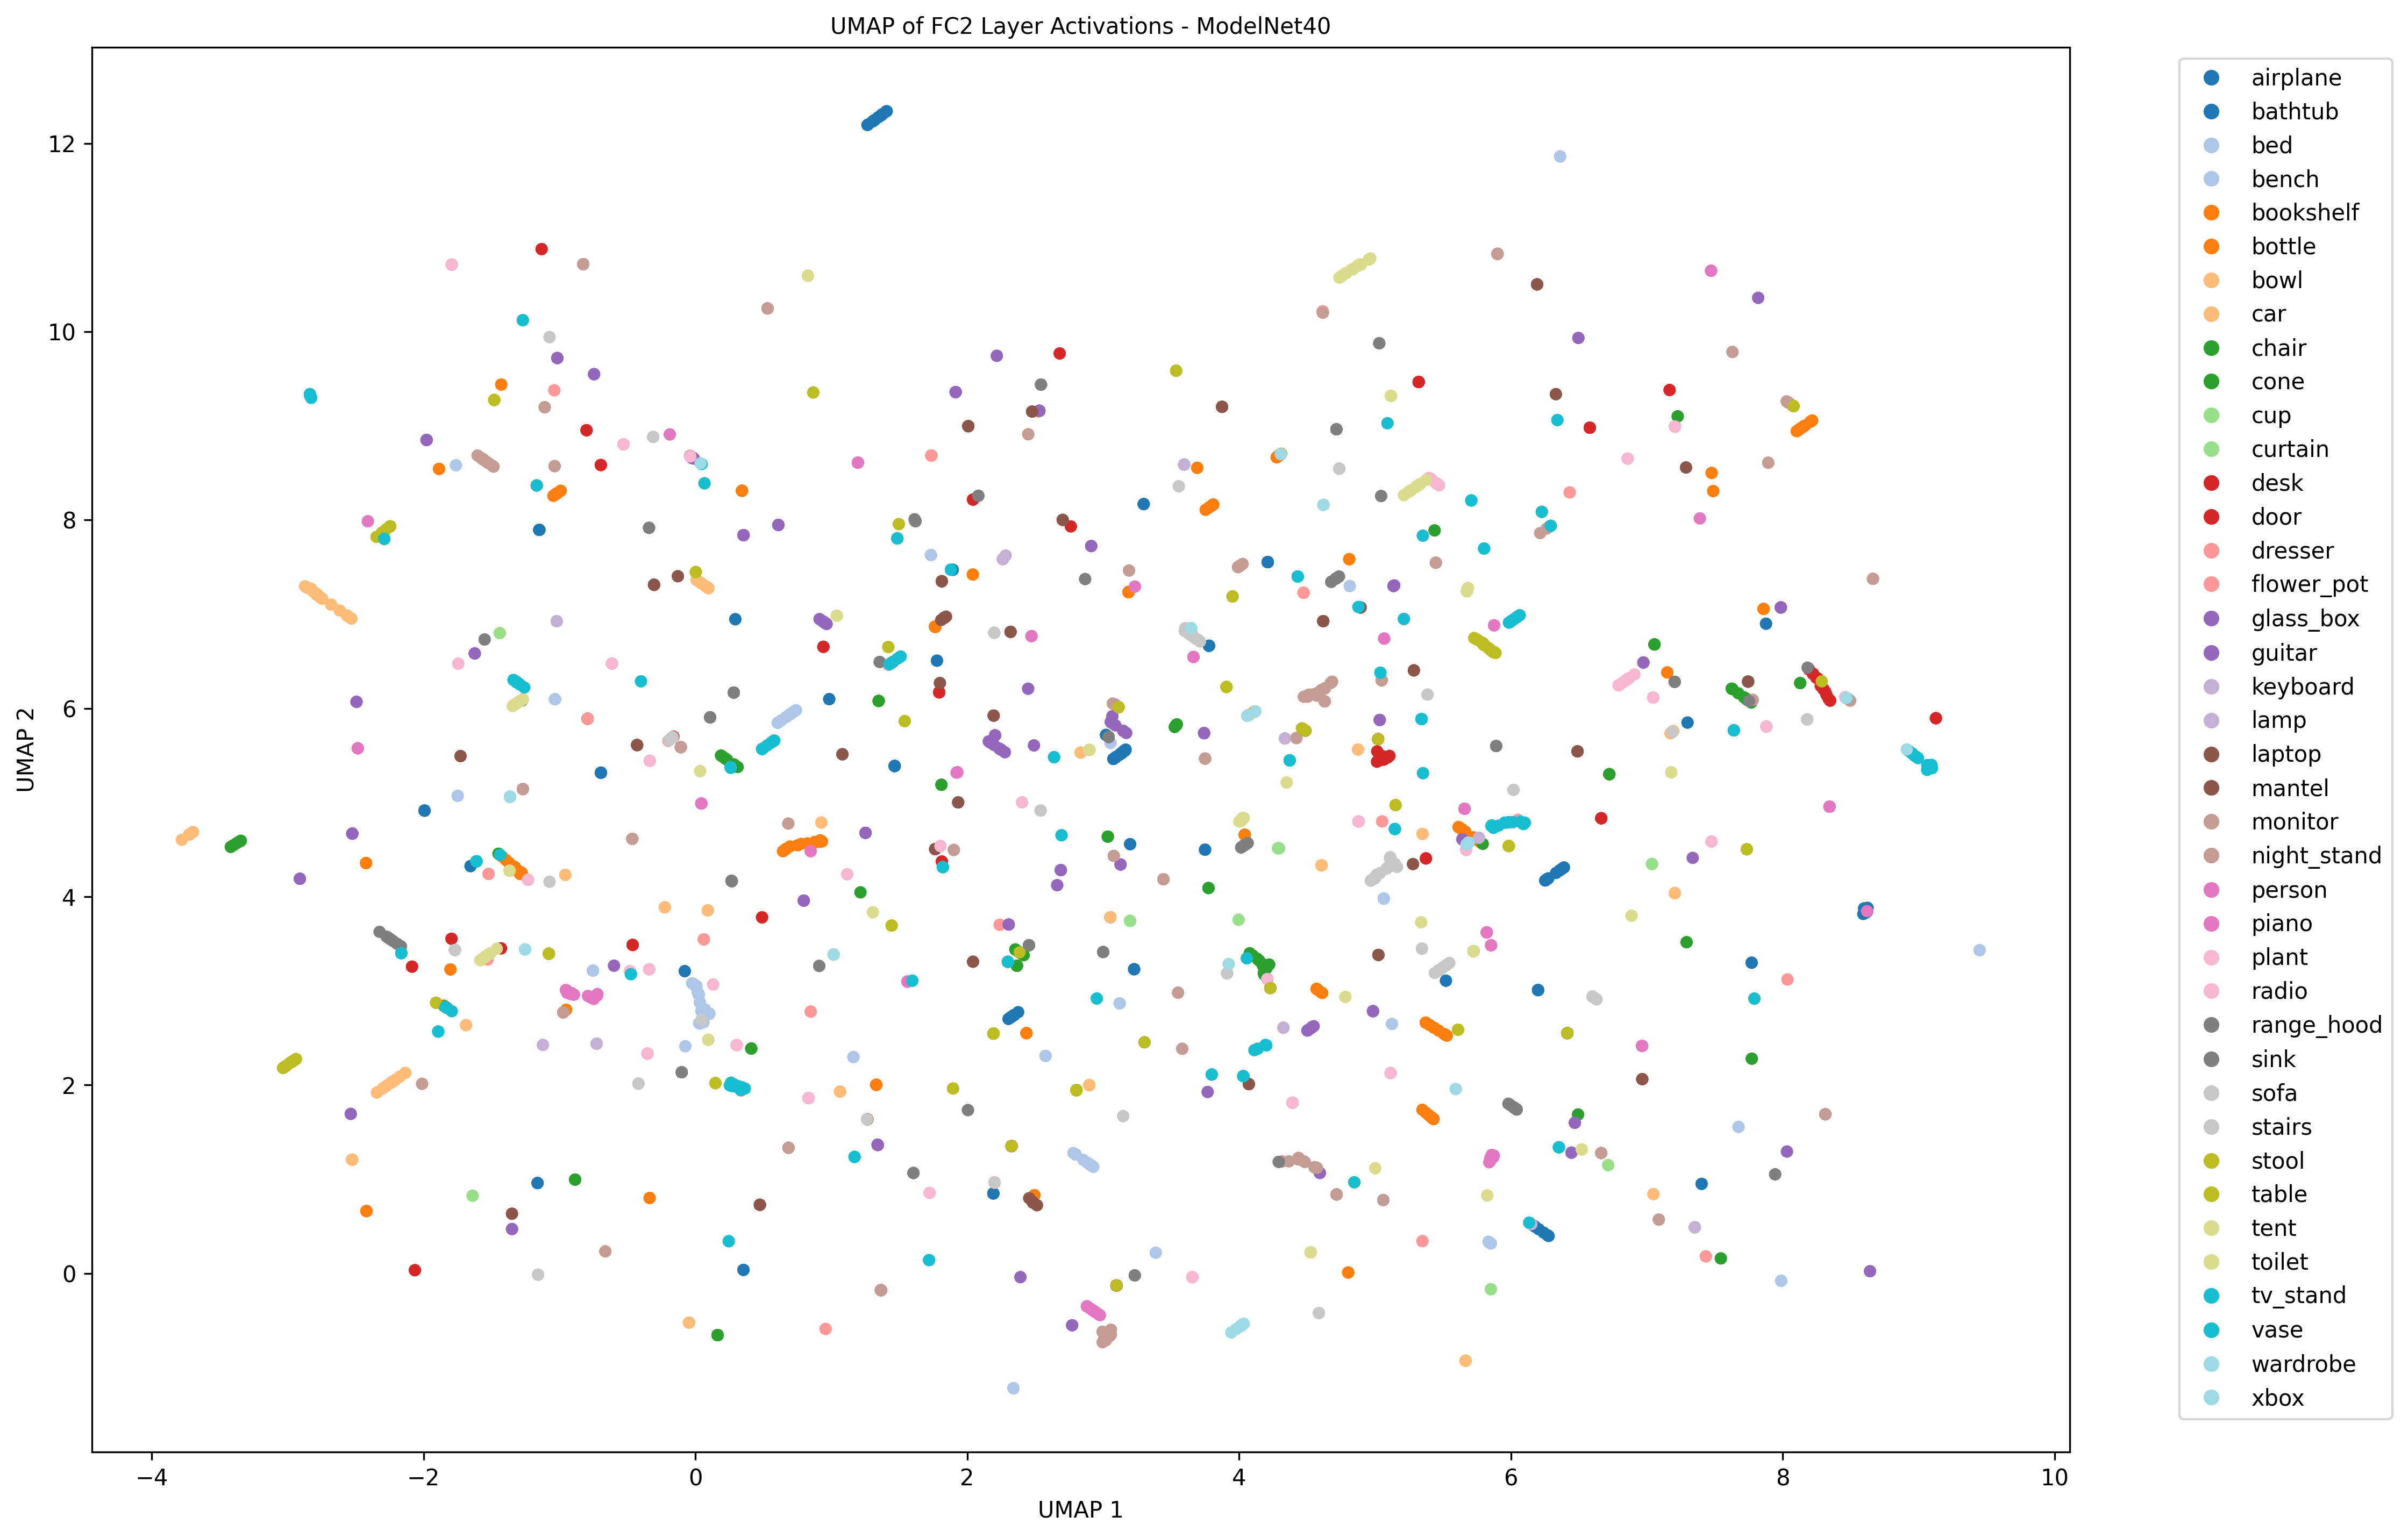 UMAP of FC2 Layer Activations - ModelNet40
UMAP 2
12
10
8
6
4
2
0
−4
−2
0
2
4
6
8
10
UMAP 1
airplane
bathtub
bed
bench
bookshelf
bottle
bowl
car
chair
cone
cup
curtain
desk
door
dresser
flower_pot
glass_box
guitar
keyboard
lamp
laptop
mantel
monitor
night_stand
person
piano
plant
radio
range_hood
sink
sofa
stairs
stool
table
tent
toilet
tv_stand
vase
wardrobe
xbox